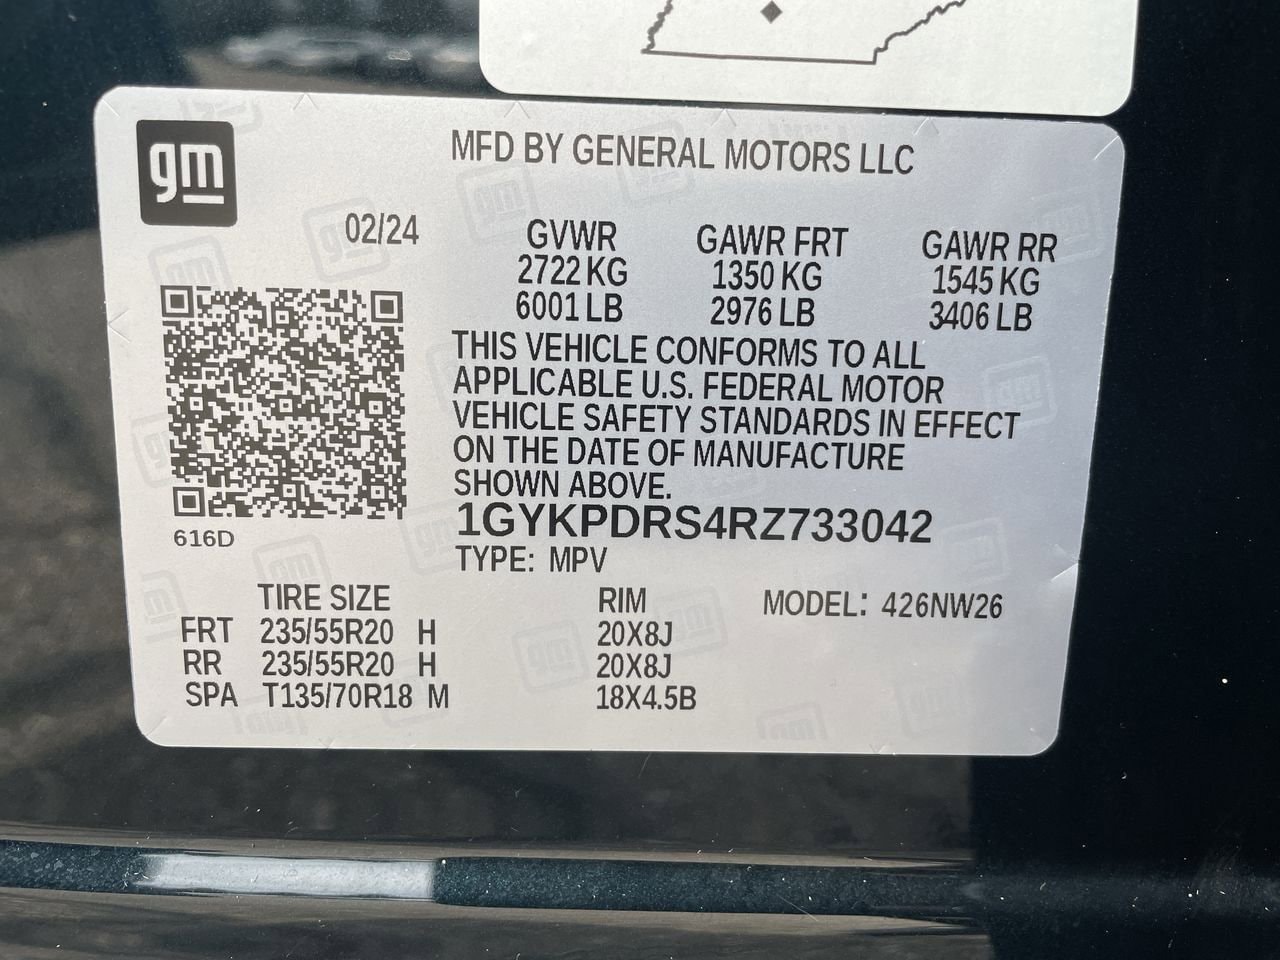 gm
MFD BY GENERAL MOTORS LLC
02/24 GVWR GAWR FRT GAWR RR
2722 KG 1350 KG 1545 KG
6001 LB 2976 LB 3406 LB
THIS VEHICLE CONFORMS TO ALL
APPLICABLE U.S. FEDERAL MOTOR
VEHICLE SAFETY STANDARDS IN EFFECT
ON THE DATE OF MANUFACTURE
SHOWN ABOVE.
1GYKPDRS4RZ733042
616D
TYPE: MPV
TIRE SIZE RIM MODEL: 426NW26
FRT 235/55R20 H 20X8J
RR 235/55R20 H 20X8J
SPA T135/70R18 M 18X4.5B